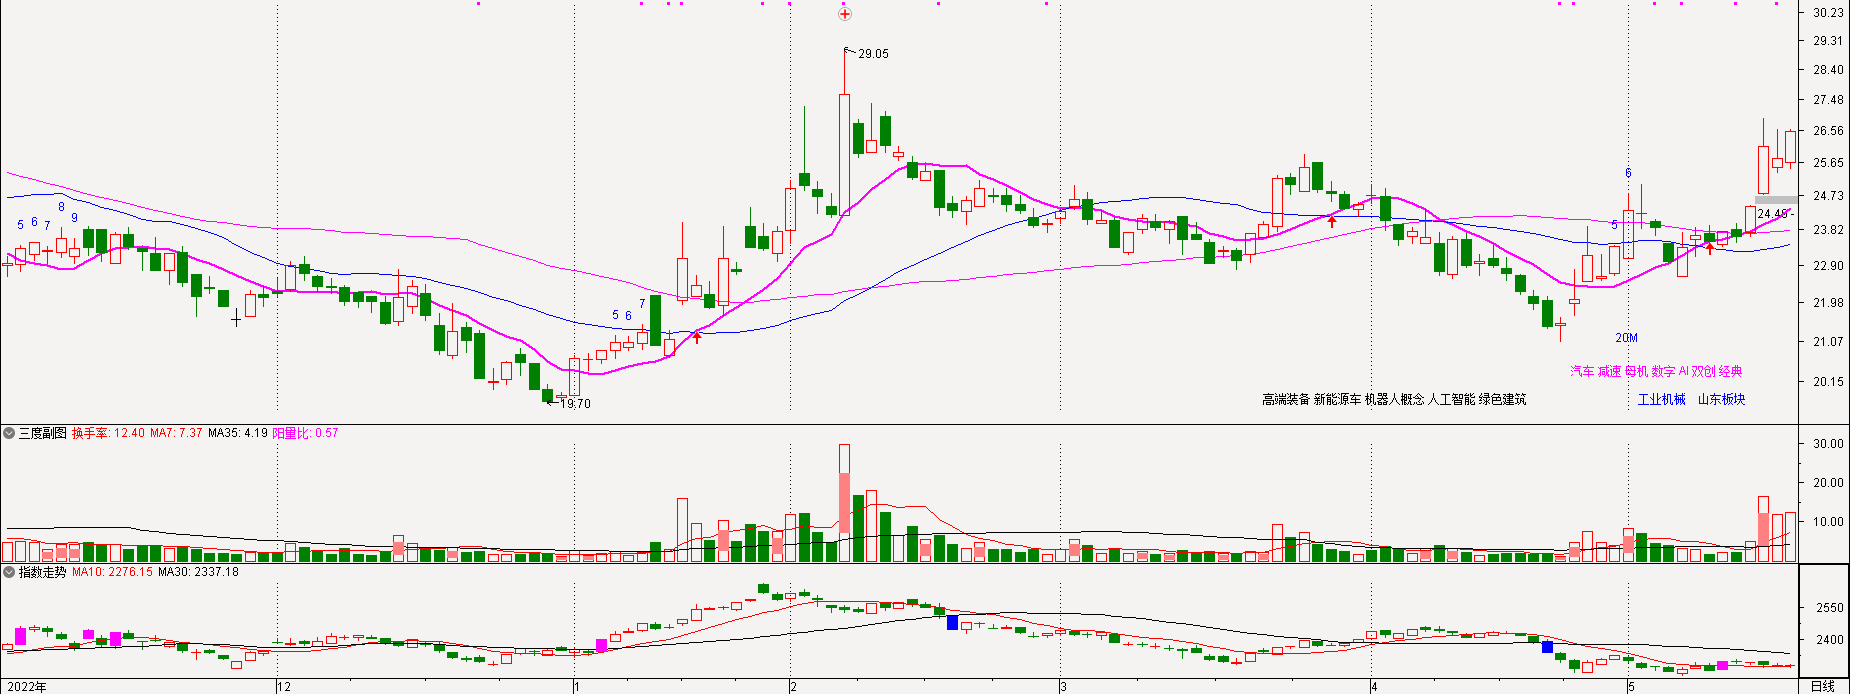 30.23
29.31
29.05
28.40
27.48
26.56
25.65
24.73
24.48
23.82
22.90
21.98
21.07
20.15
5 6 7 8 9
5 6 7
5 6
20M
19.70
汽车 减速 母机 数字 AI 双创 经典
高端装备 新能源车 机器人概念 人工智能 绿色建筑 工业机械 山东板块
三度副图 换手率: 12.40 MA7: 7.37 MA35: 4.19 阳量比: 0.57
30.00
20.00
10.00
指数走势 MA10: 2276.15 MA30: 2337.18
2550
2400
2022年 12 1 2 3 4 5 日线